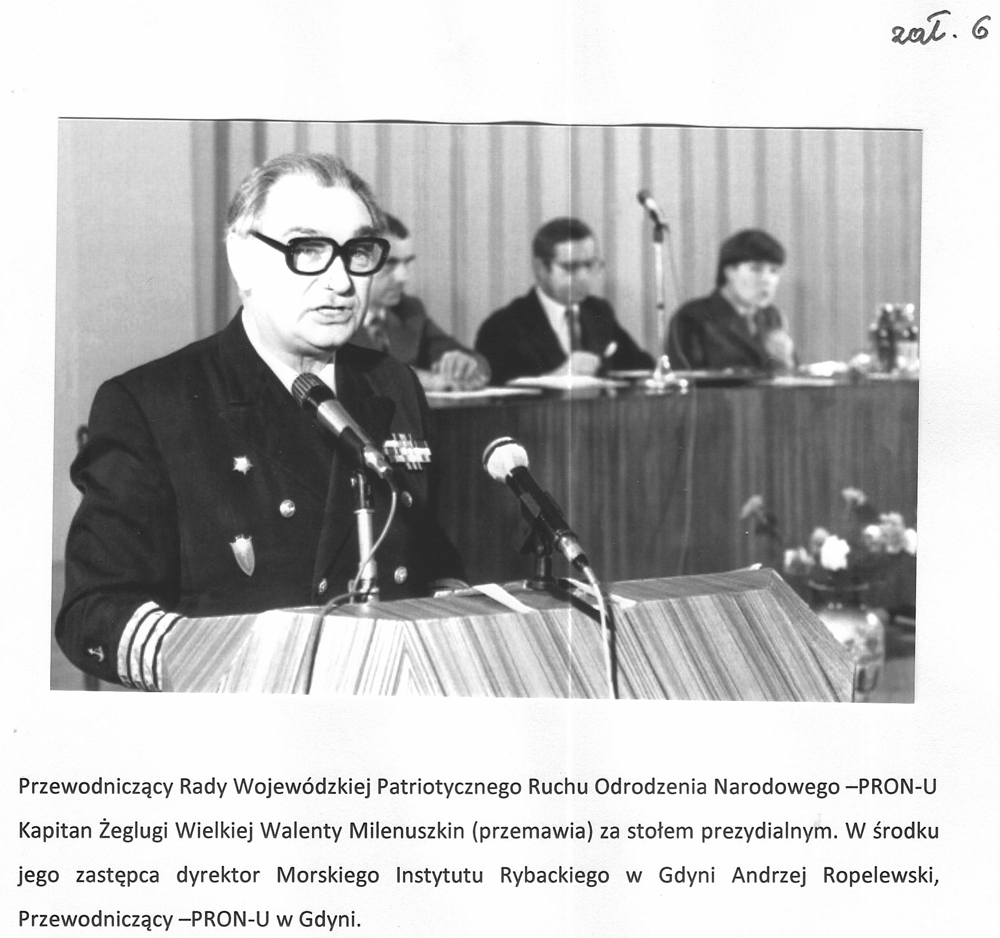 zał. 6
Przewodniczący Rady Wojewódzkiej Patriotycznego Ruchu Odrodzenia Narodowego –PRON-U
Kapitan Żeglugi Wielkiej Walenty Milenuszkin (przemawia) za stołem prezydialnym. W środku
jego zastępca dyrektor Morskiego Instytutu Rybackiego w Gdyni Andrzej Ropelewski,
Przewodniczący –PRON-U w Gdyni.